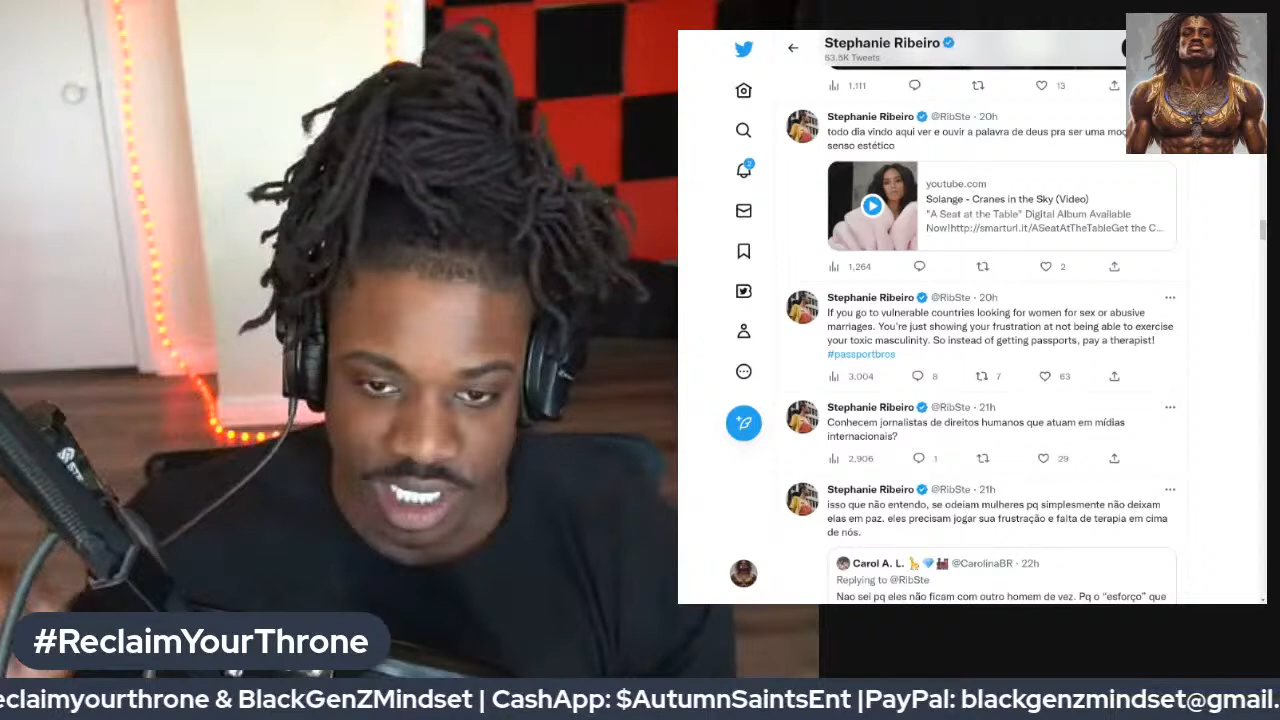 Stephanie Ribeiro
63.5K Tweets
1,111
13
Stephanie Ribeiro @RibSte · 20h
todo dia vindo aqui ver e ouvir a palavra de deus pra ser uma
senso estético
youtube.com
Solange - Cranes in the Sky (Video)
"A Seat at the Table" Digital Album Available
Now!http://smarturl.it/ASeatAtTheTableGet the C...
1,264
2
2
Stephanie Ribeiro @RibSte · 20h
If you go to vulnerable countries looking for women for sex or abusive
marriages. You're just showing your frustration at not being able to exercise
your toxic masculinity. So instead of getting passports, pay a therapist!
#passportbros
3,004
8
7
63
Stephanie Ribeiro @RibSte · 21h
Conhecem jornalistas de direitos humanos que atuam em mídias
internacionais?
2,906
1
29
Stephanie Ribeiro @RibSte · 21h
isso que não entendo, se odeiam mulheres pq simplesmente não deixam
elas em paz. eles precisam jogar sua frustração e falta de terapia em cima
de nós.
Carol A. L. @CarolinaBR · 22h
Replying to @RibSte
Nao sei pq eles não ficam com outro homem de vez. Pq o "esforço" que
#ReclaimYourThrone
eclaimyourthrone & BlackGenZMindset | CashApp: $AutumnSaintsEnt |PayPal: blackgenzmindset@gmail.